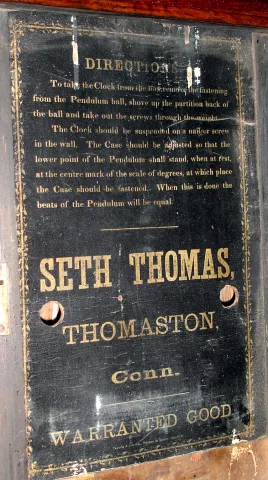 DIRECTIONS
To take the Clock from the Box, remove the fastening
from the Pendulum ball, shove up the partition back of
the ball and take out the screws through the weight.
The Clock should be suspended on a nail or screw
in the wall. The Case should be adjusted so that the
lower point of the Pendulum shall stand, when at rest,
at the centre mark of the scale of degrees, at which place
the Case should be fastened. When this is done the
beats of the Pendulum will be equal.
SETH THOMAS,
THOMASTON,
Conn.
WARRANTED GOOD.